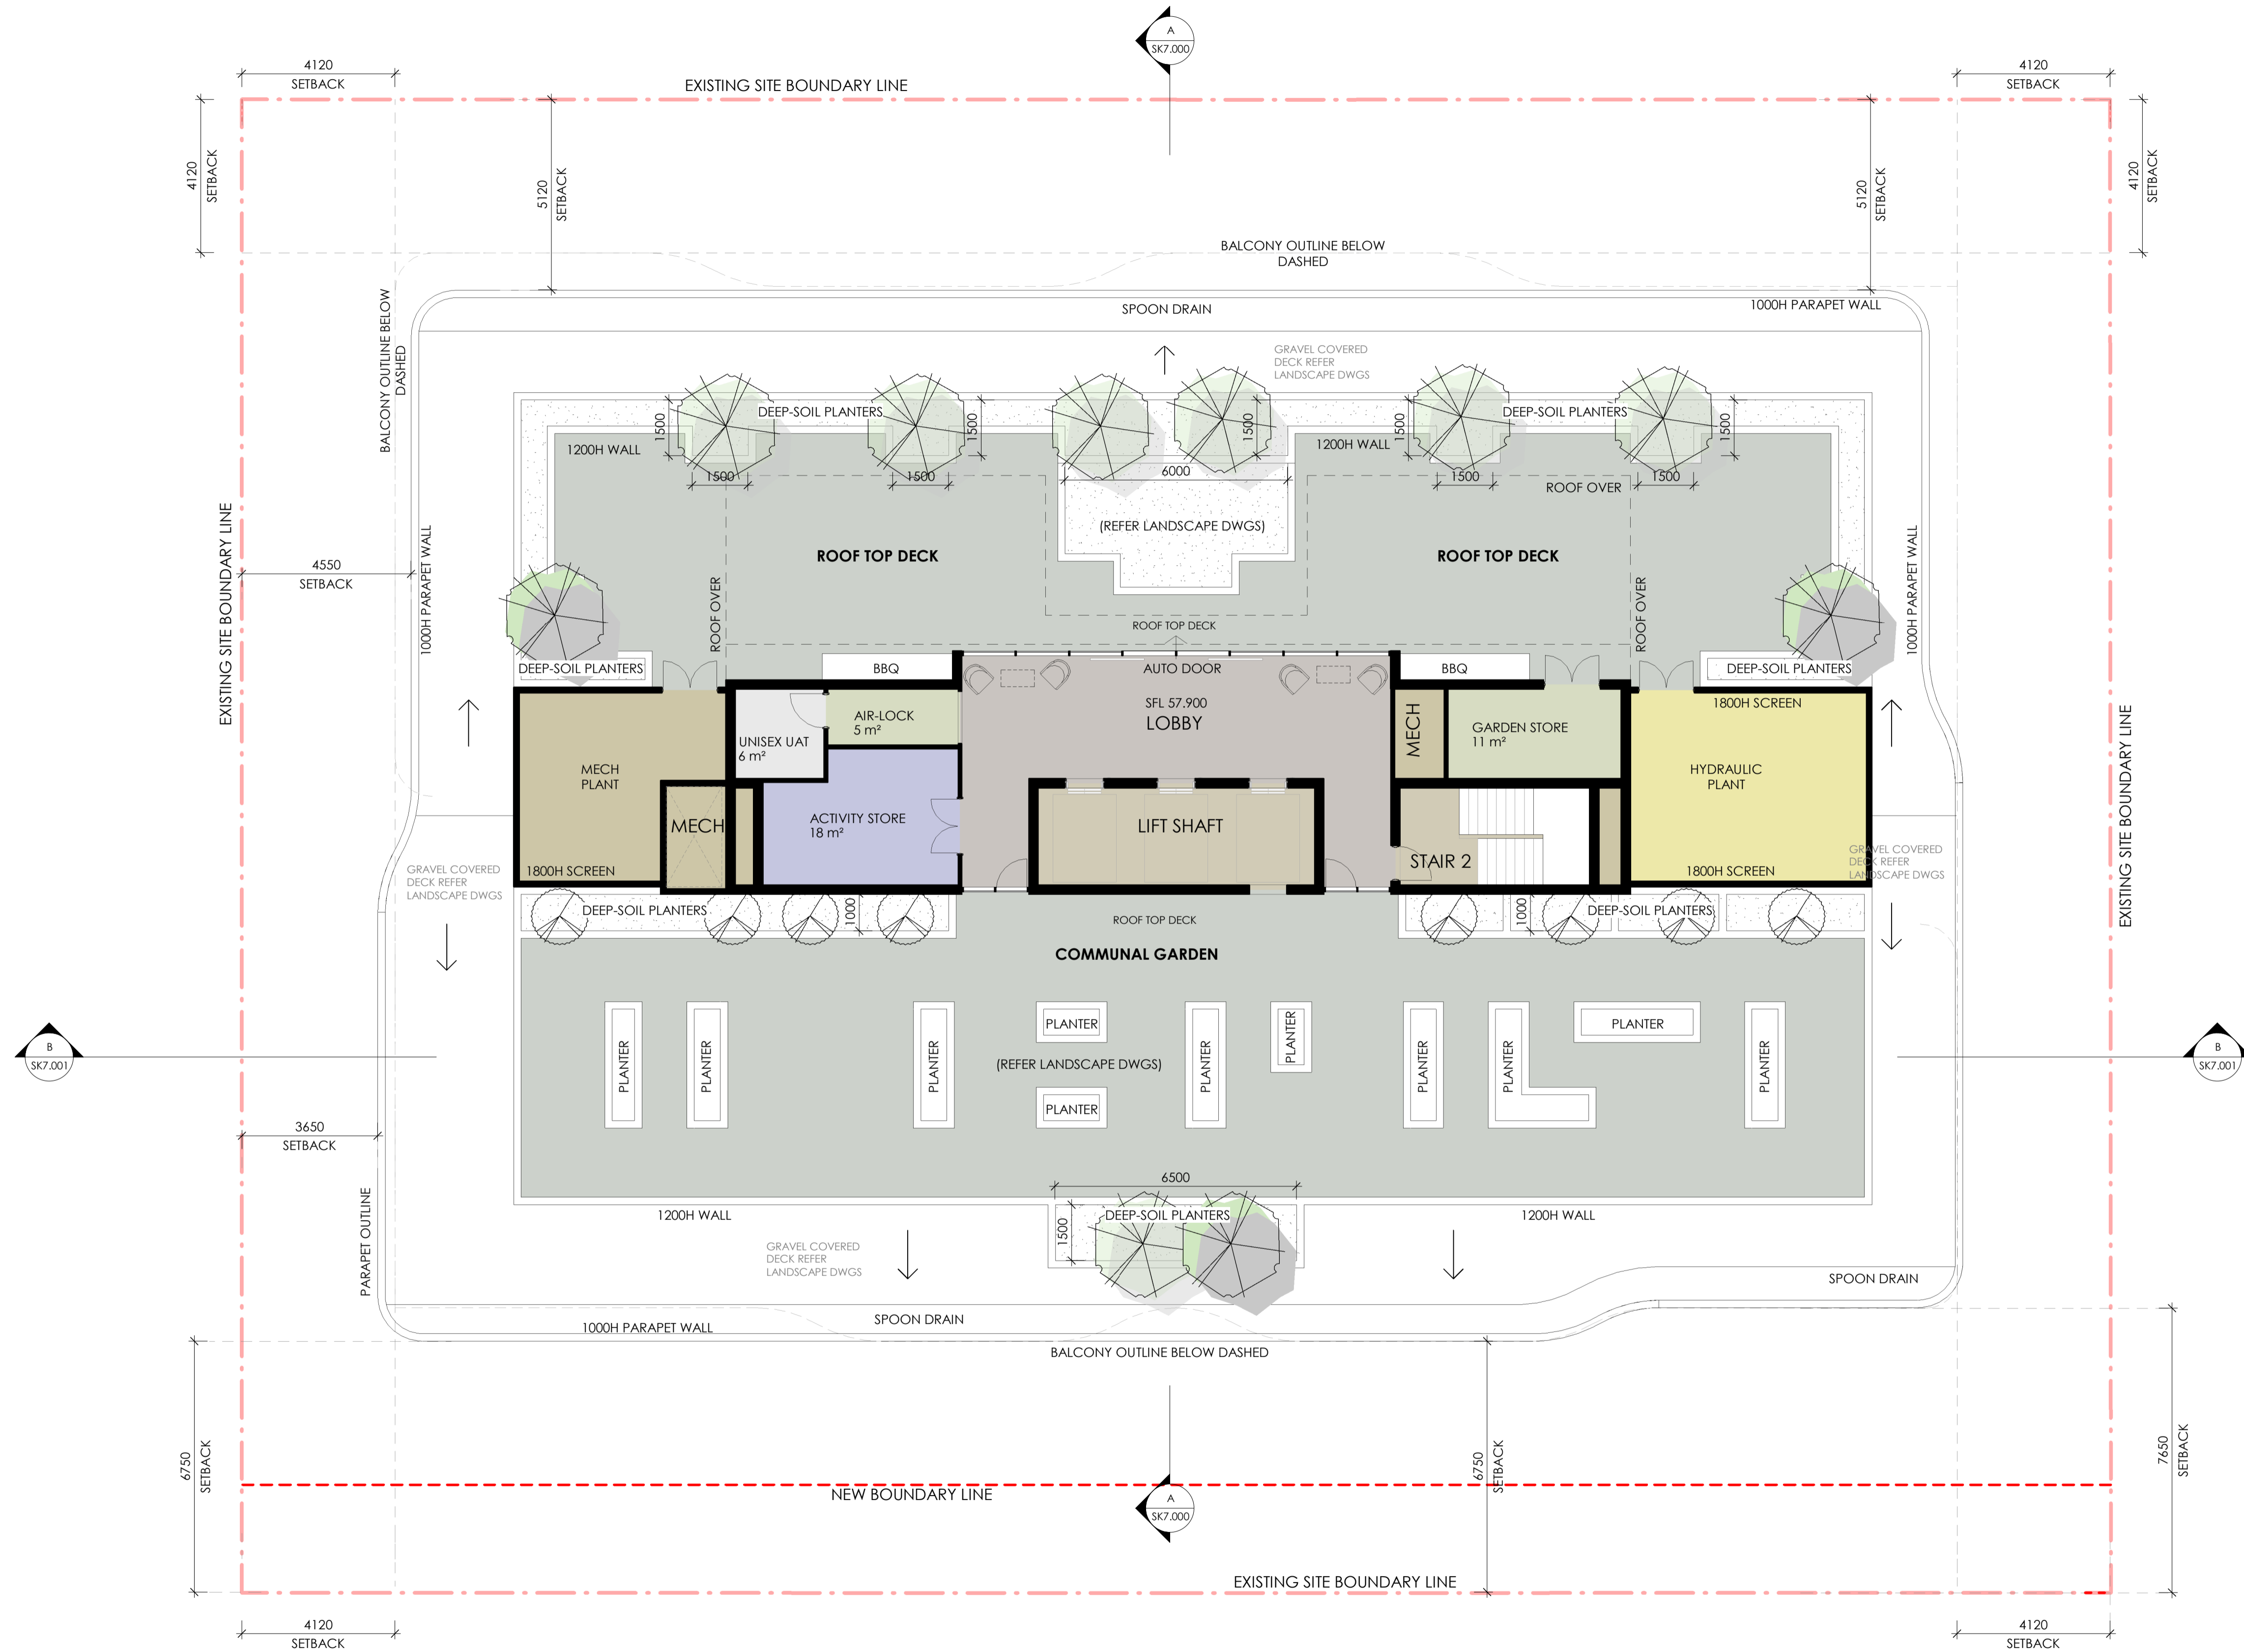 A
SK7.000
4120
SETBACK
EXISTING SITE BOUNDARY LINE
4120
SETBACK
4120
SETBACK
5120
SETBACK
5120
SETBACK
4120
SETBACK
BALCONY OUTLINE BELOW
DASHED
BALCONY OUTLINE BELOW
DASHED
SPOON DRAIN
1000H PARAPET WALL
GRAVEL COVERED
DECK REFER
LANDSCAPE DWGS
DEEP-SOIL PLANTERS
DEEP-SOIL PLANTERS
1500
1500
1500
1500
1500
1200H WALL
1200H WALL
1500
1500
6000
1500
1500
ROOF OVER
(REFER LANDSCAPE DWGS)
ROOF TOP DECK
ROOF TOP DECK
EXISTING SITE BOUNDARY LINE
4550
SETBACK
1000H PARAPET WALL
1000H PARAPET WALL
ROOF OVER
ROOF OVER
ROOF TOP DECK
DEEP-SOIL PLANTERS
BBQ
AUTO DOOR
BBQ
DEEP-SOIL PLANTERS
SFL 57.900
LOBBY
1800H SCREEN
AIR-LOCK
5 m²
UNISEX UAT
6 m²
MECH
GARDEN STORE
11 m²
MECH
PLANT
HYDRAULIC
PLANT
EXISTING SITE BOUNDARY LINE
MECH
ACTIVITY STORE
18 m²
LIFT SHAFT
STAIR 2
1800H SCREEN
1800H SCREEN
GRAVEL COVERED
DECK REFER
LANDSCAPE DWGS
GRAVEL COVERED
DECK REFER
LANDSCAPE DWGS
DEEP-SOIL PLANTERS
1000
ROOF TOP DECK
1000
DEEP-SOIL PLANTERS
COMMUNAL GARDEN
B
SK7.001
PLANTER
PLANTER
PLANTER
PLANTER
PLANTER
PLANTER
PLANTER
PLANTER
PLANTER
PLANTER
(REFER LANDSCAPE DWGS)
PLANTER
B
SK7.001
3650
SETBACK
PARAPET OUTLINE
6500
DEEP-SOIL PLANTERS
1500
1200H WALL
1200H WALL
GRAVEL COVERED
DECK REFER
LANDSCAPE DWGS
SPOON DRAIN
SPOON DRAIN
1000H PARAPET WALL
BALCONY OUTLINE BELOW DASHED
6750
SETBACK
6750
SETBACK
7650
SETBACK
NEW BOUNDARY LINE
A
SK7.000
EXISTING SITE BOUNDARY LINE
4120
SETBACK
4120
SETBACK